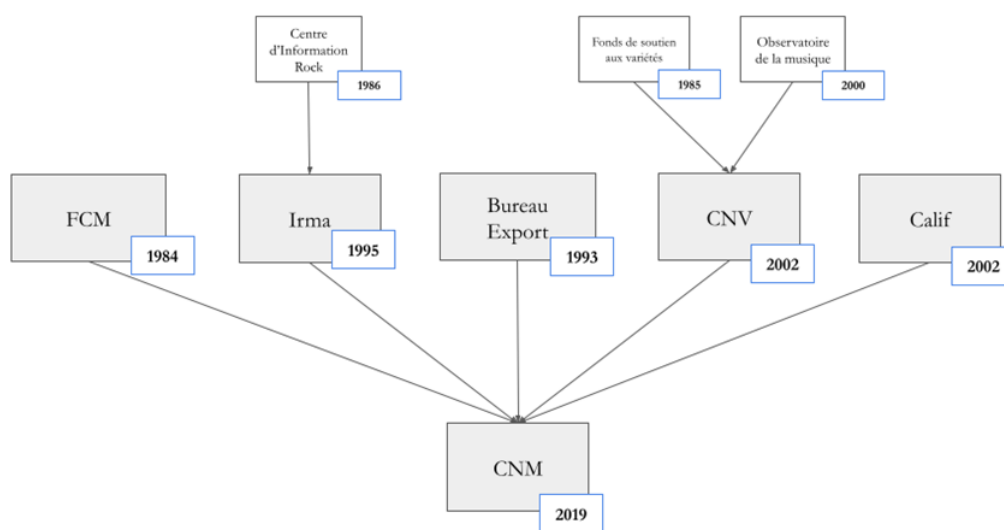 Centre
d'Information
Rock
1986
Fonds de soutien
aux variétés
1985
Observatoire
de la musique
2000
FCM
1984
Irma
1995
Bureau
Export
1993
CNV
2002
Calif
2002
CNM
2019